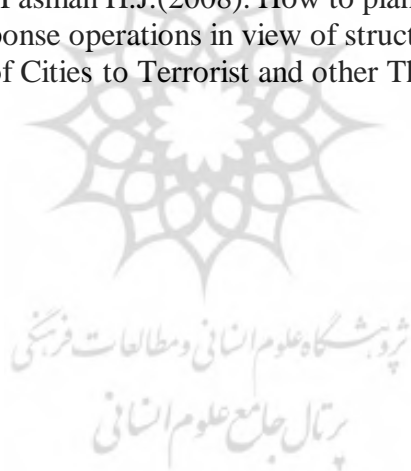 Pasman H.J.(2008). How to plan
ponse operations in view of struct
of Cities to Terrorist and other Th
پژوهشگاه علوم انسانی و مطالعات فرهنگی
پرتال جامع علوم انسانی